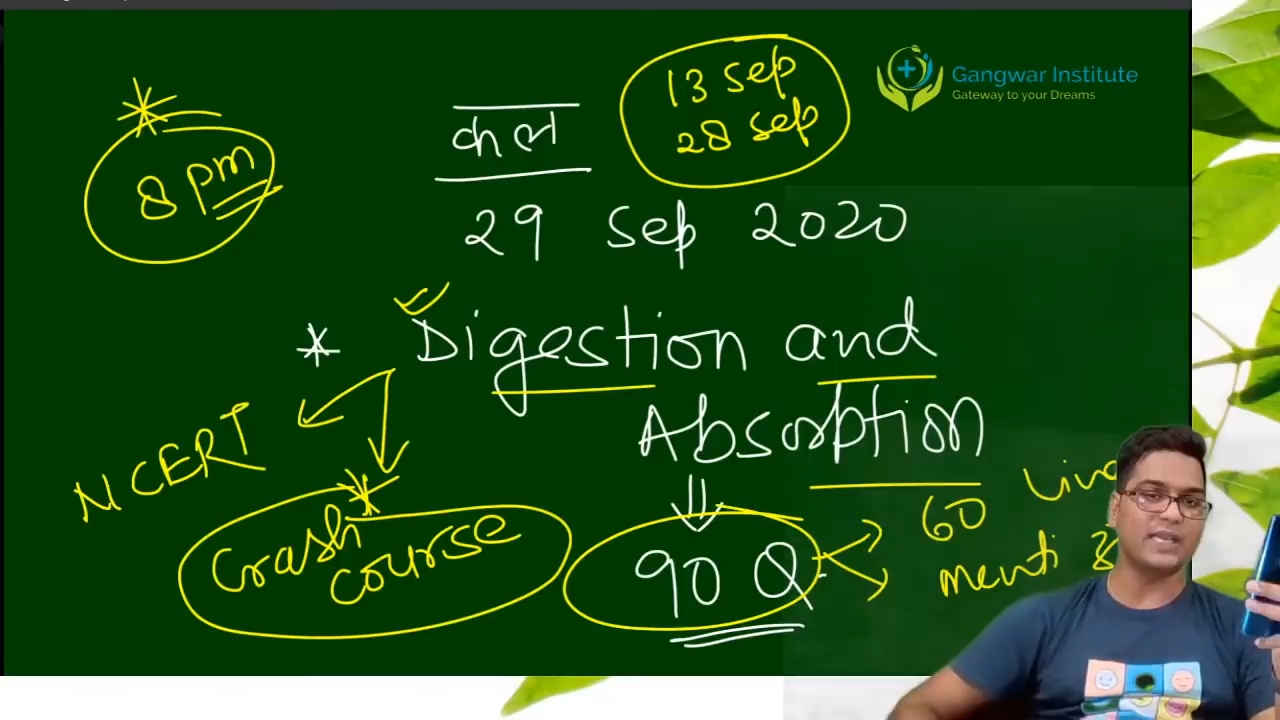 Gangwar Institute
Gateway to your Dreams
13 Sep
28 Sep
8 pm
कल
29 Sep 2020
* Digestion and
Absorption
NCERT
Crash
course
90 Q
60
menti